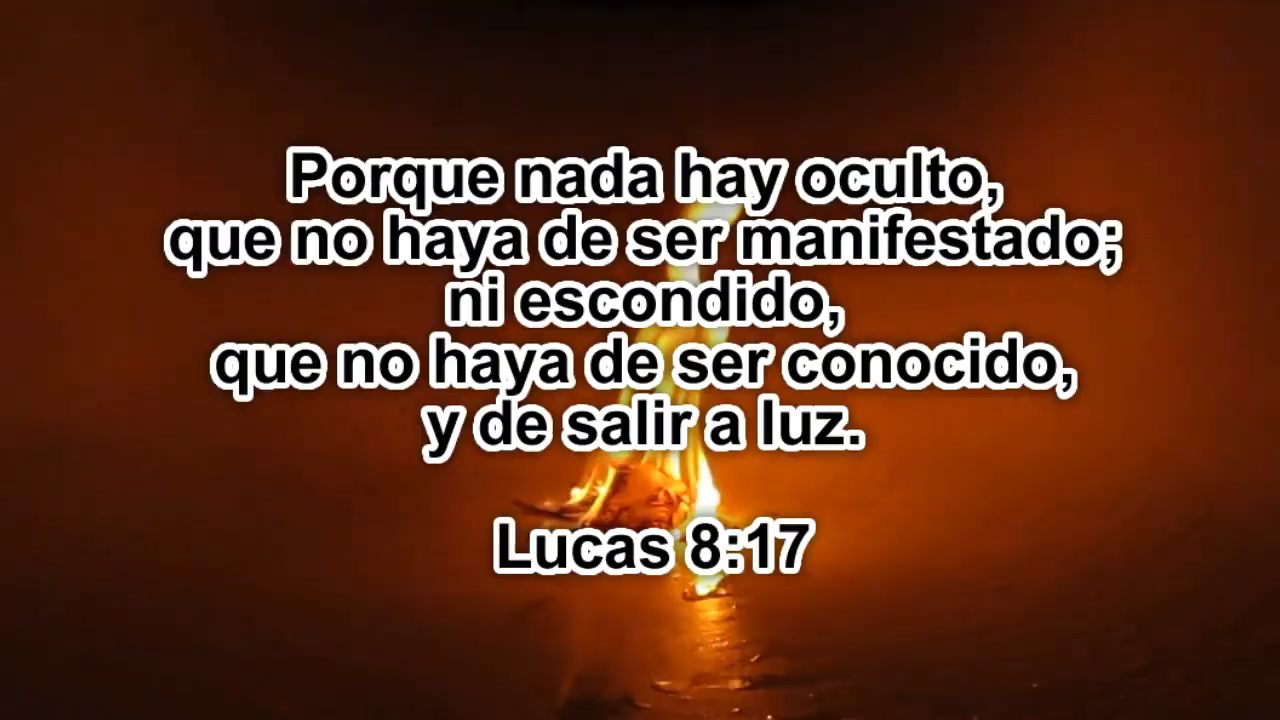 Porque nada hay oculto,
que no haya de ser manifestado;
ni escondido,
que no haya de ser conocido,
y de salir a luz.
Lucas 8:17